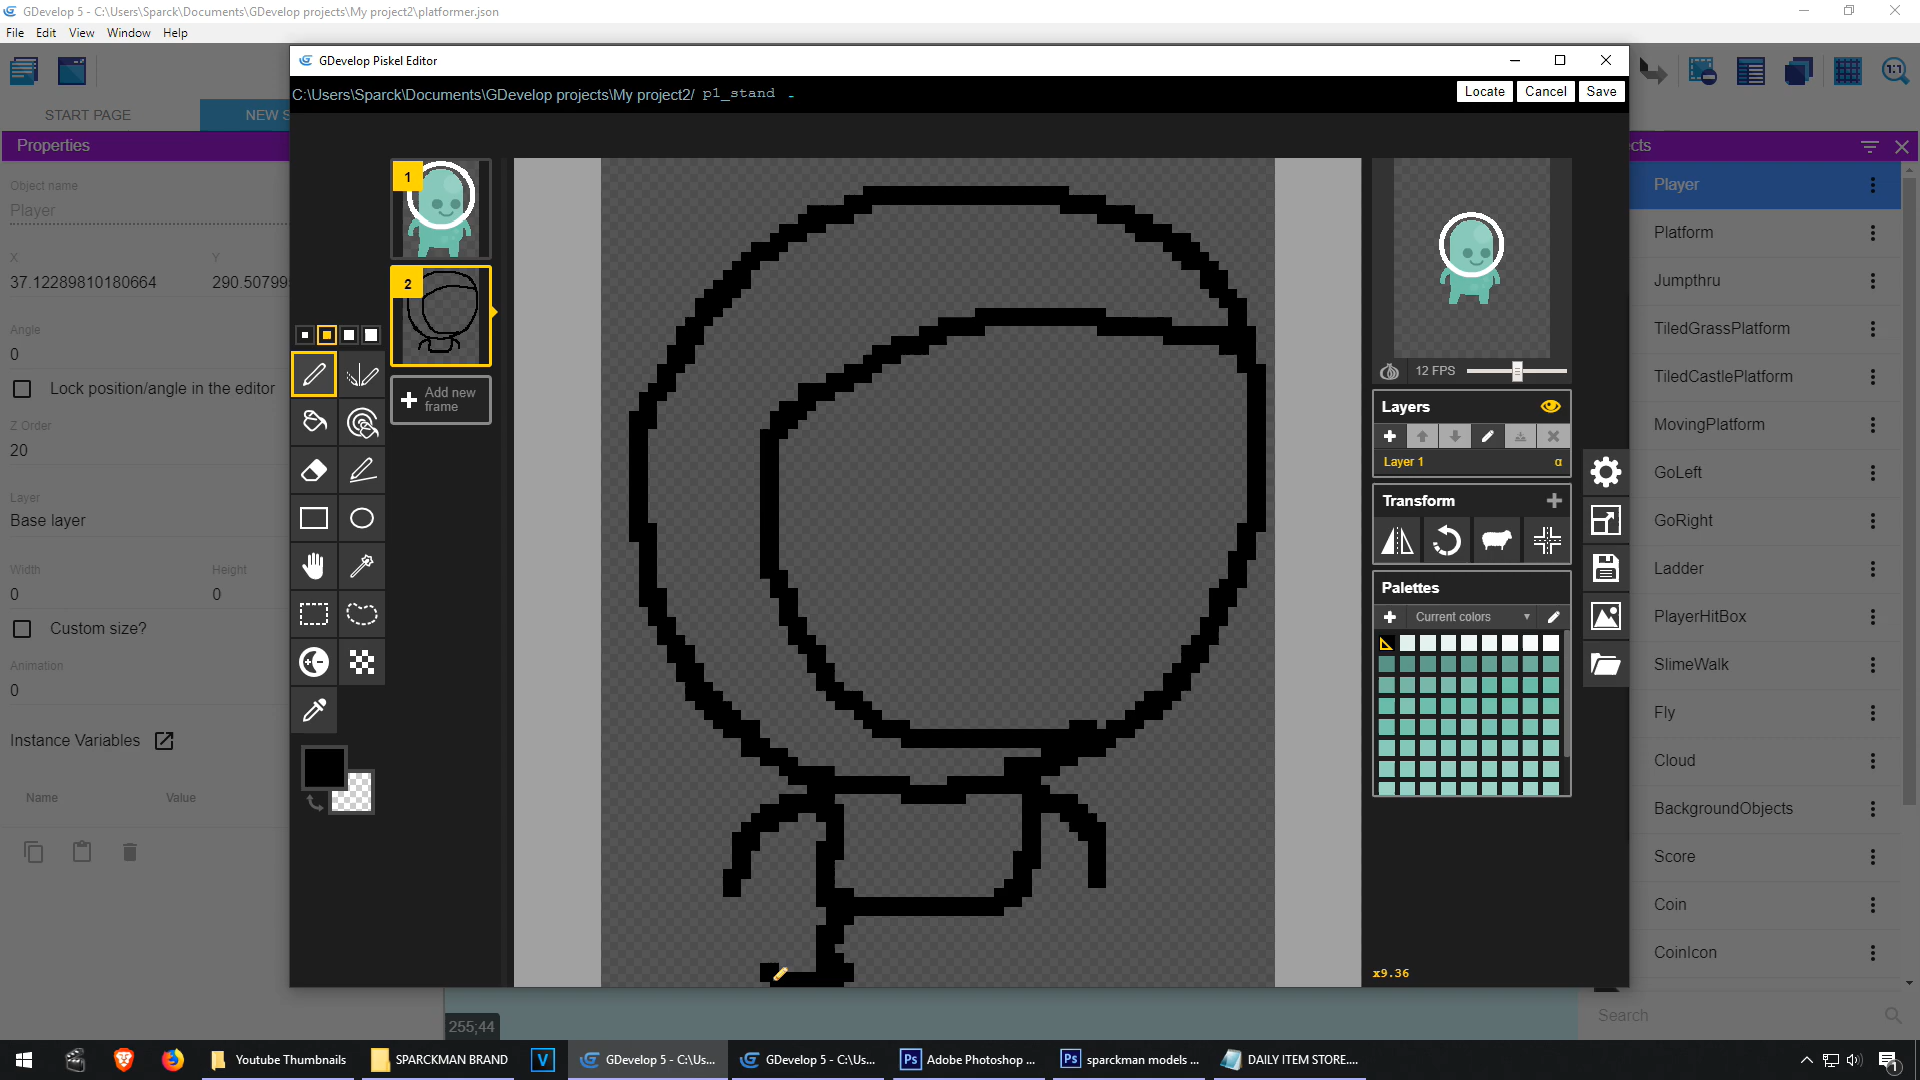 GDevelop 5 - C:\Users\Sparck\Documents\GDevelop projects\My project2\platformer.json
File Edit View Window Help
GDevelop Piskel Editor
C:\Users\Sparck\Documents\GDevelop projects\My project2/ p1_stand -
Locate Cancel Save
START PAGE
NEW S
Properties
cts
Object name
Player
X Y
37.12289810180664 290.50799
Angle
0
Lock position/angle in the editor
Z Order
20
Layer
Base layer
Width Height
0 0
Custom size?
Animation
0
Instance Variables
Name Value
1
2
Add new
frame
12 FPS
Layers
Layer 1 α
Transform
Palettes
Current colors
x9.36
1:1
Player
Platform
Jumpthru
TiledGrassPlatform
TiledCastlePlatform
MovingPlatform
GoLeft
GoRight
Ladder
PlayerHitBox
SlimeWalk
Fly
Cloud
BackgroundObjects
Score
Coin
CoinIcon
Search
255;44
Youtube Thumbnails
SPARCKMAN BRAND
V
GDevelop 5 - C:\Us...
GDevelop 5 - C:\Us...
Ps Adobe Photoshop ...
Ps sparckman models ...
DAILY ITEM STORE....
1